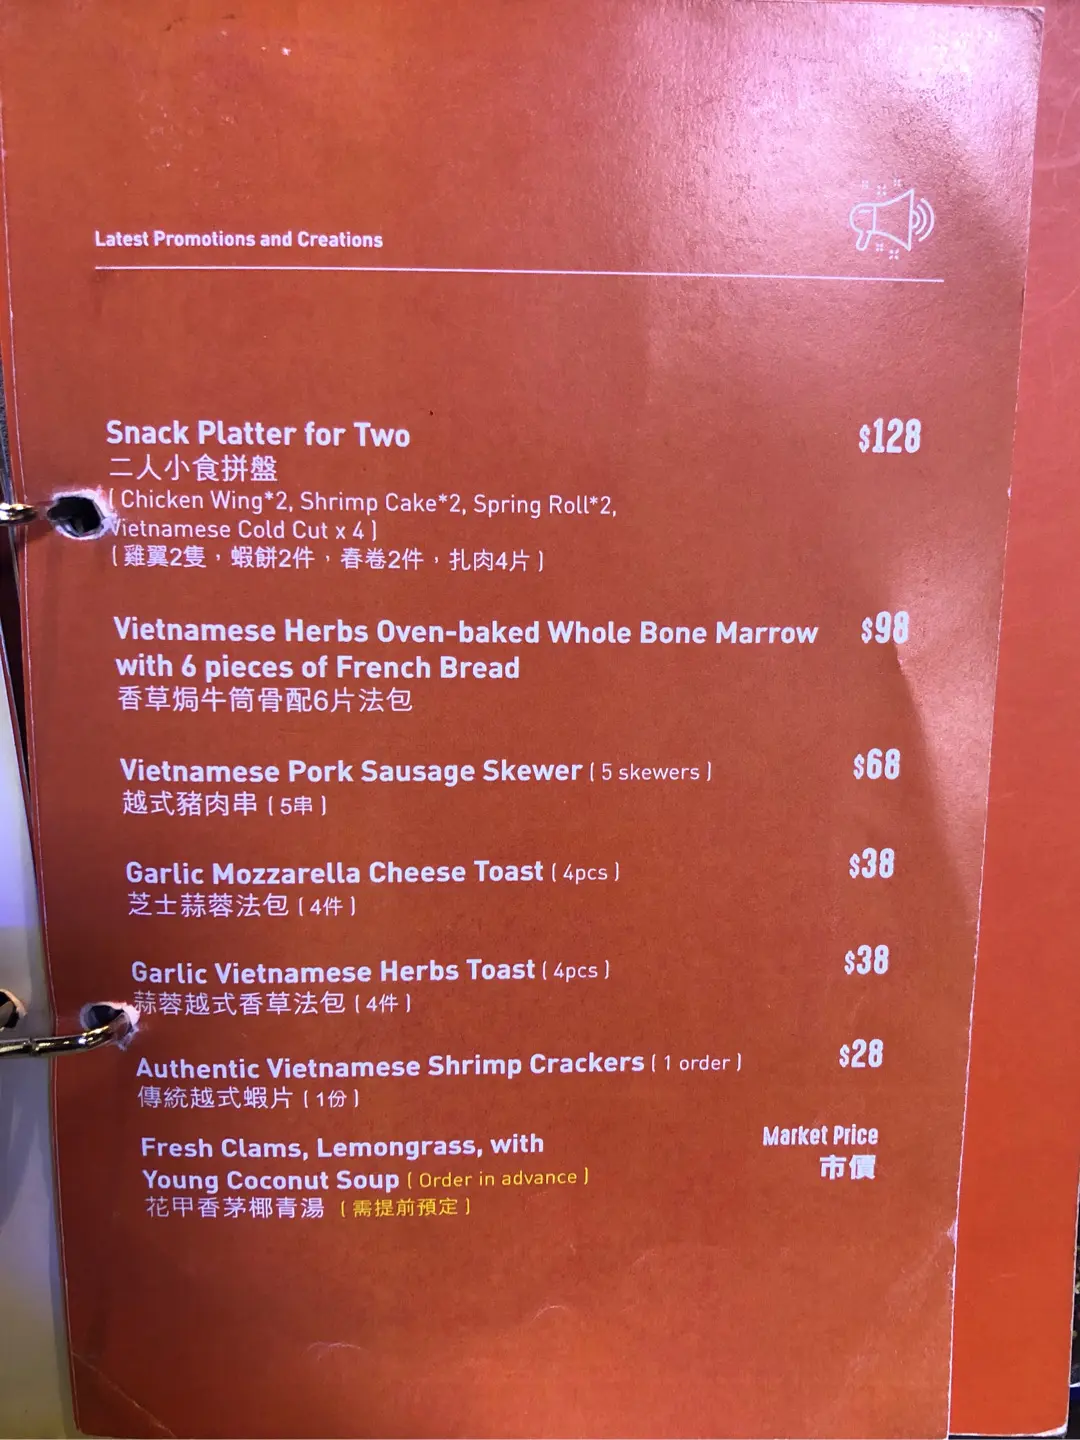 Latest Promotions and Creations
Snack Platter for Two
$128
二人小食拼盤
( Chicken Wing*2, Shrimp Cake*2, Spring Roll*2,
Vietnamese Cold Cut x 4 )
( 雞翼2隻，蝦餅2件，春卷2件，扎肉4片 )
Vietnamese Herbs Oven-baked Whole Bone Marrow
$98
with 6 pieces of French Bread
香草焗牛筒骨配6片法包
Vietnamese Pork Sausage Skewer ( 5 skewers )
$68
越式豬肉串 ( 5串 )
Garlic Mozzarella Cheese Toast ( 4pcs )
$38
芝士蒜蓉法包 ( 4件 )
Garlic Vietnamese Herbs Toast ( 4pcs )
$38
蒜蓉越式香草法包 ( 4件 )
Authentic Vietnamese Shrimp Crackers ( 1 order )
$28
傳統越式蝦片 ( 1份 )
Fresh Clams, Lemongrass, with
Market Price
Young Coconut Soup ( Order in advance )
市價
花甲香茅椰青湯 ( 需提前預定 )